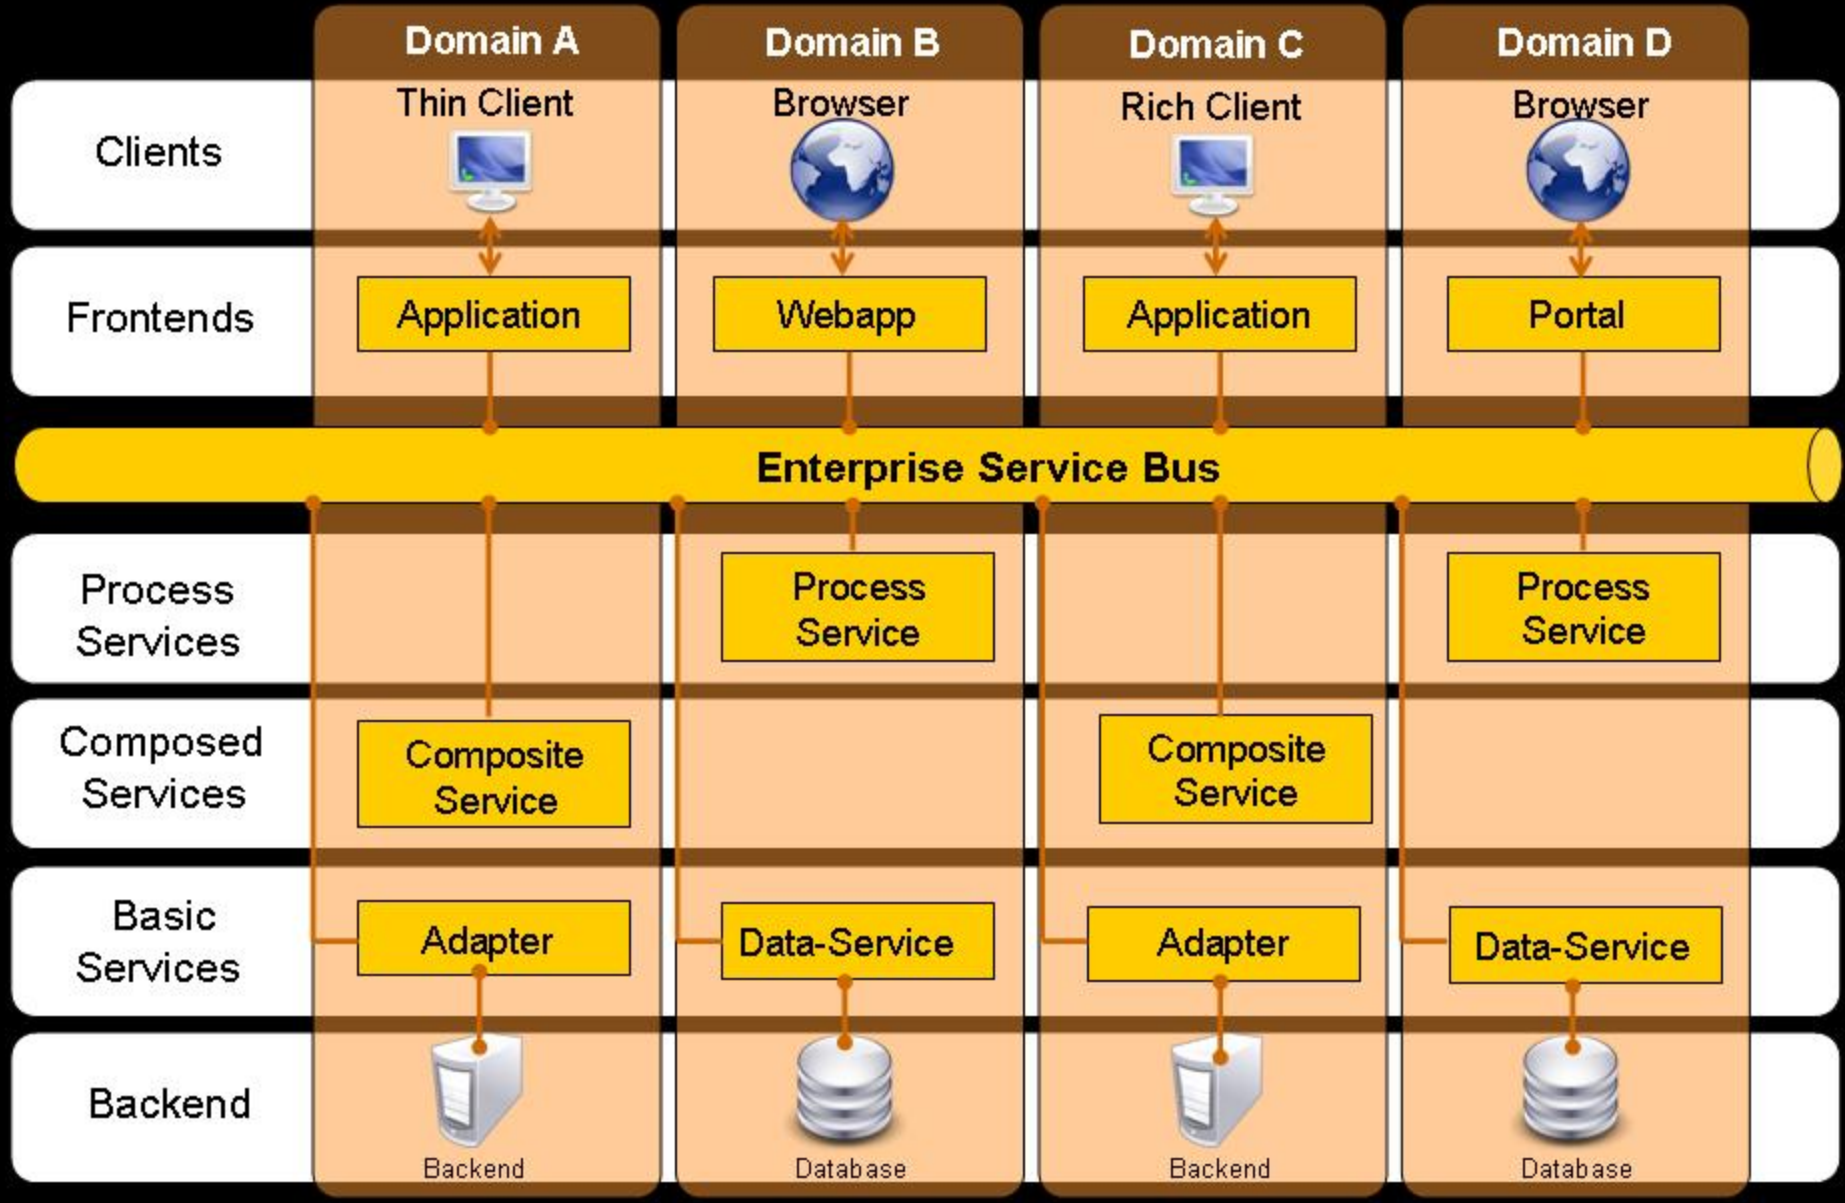 Domain A
Domain B
Domain C
Domain D
Clients
Thin Client
Browser
Rich Client
Browser
Frontends
Application
Webapp
Application
Portal
Enterprise Service Bus
Process
Services
Process
Service
Process
Service
Composed
Services
Composite
Service
Composite
Service
Basic
Services
Adapter
Data-Service
Adapter
Data-Service
Backend
Backend
Database
Backend
Database